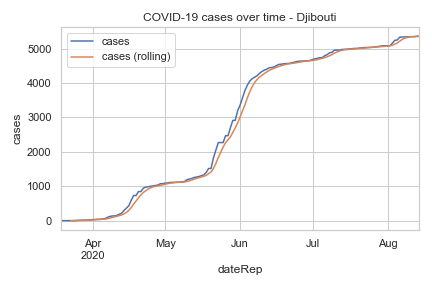 COVID-19 cases over time - Djibouti
cases
cases (rolling)
cases
5000
4000
3000
2000
1000
0
Apr May Jun Jul Aug
2020
dateRep